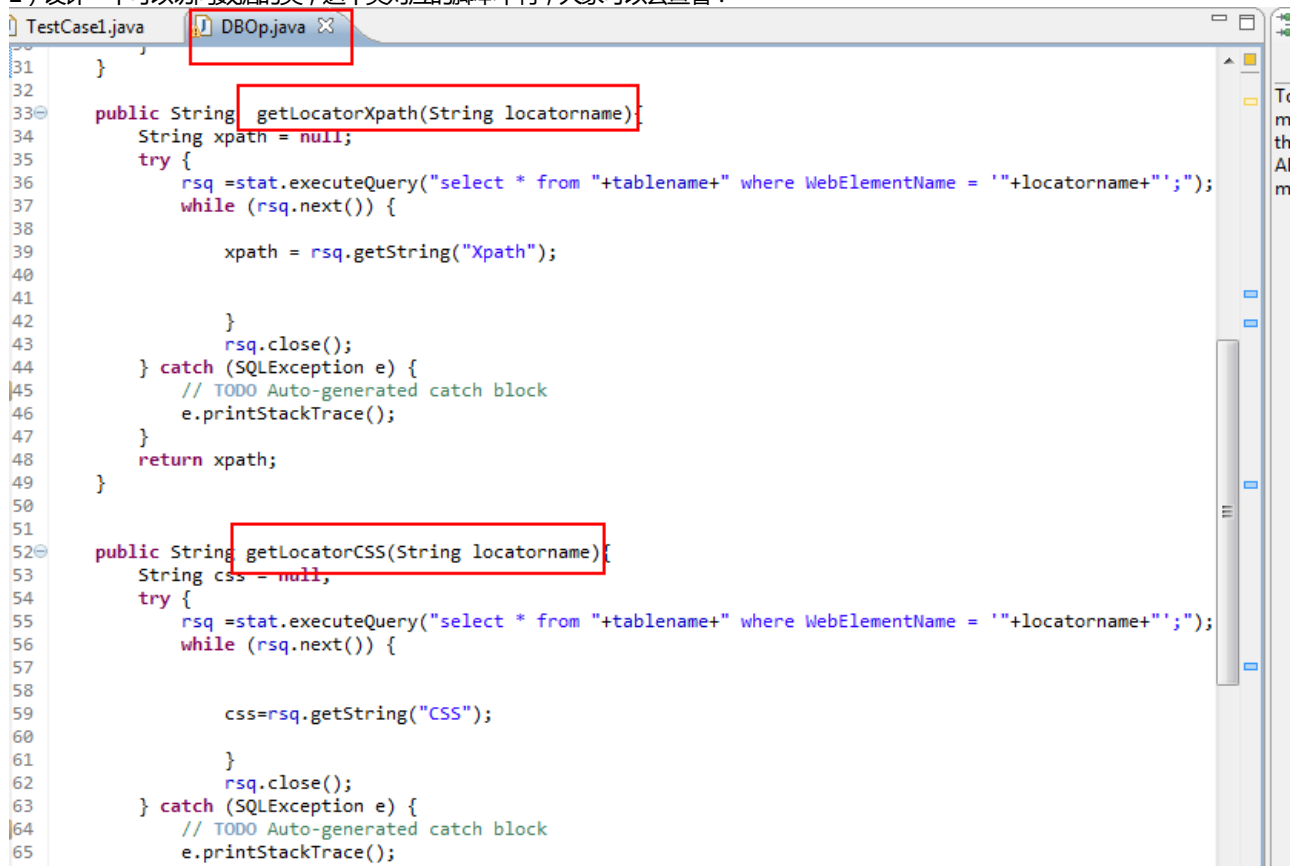 TestCase1.java DBOp.java
31 }
32
33 public String getLocatorXpath(String locatorname){
34 String xpath = null;
35 try {
36 rsq =stat.executeQuery("select * from "+tablename+" where WebElementName = '"+locatorname+"';");
37 while (rsq.next()) {
38
39 xpath = rsq.getString("Xpath");
40
41
42 }
43 rsq.close();
44 } catch (SQLException e) {
45 // TODO Auto-generated catch block
46 e.printStackTrace();
47 }
48 return xpath;
49 }
50
51
52 public String getLocatorCSS(String locatorname){
53 String css = null;
54 try {
55 rsq =stat.executeQuery("select * from "+tablename+" where WebElementName = '"+locatorname+"';");
56 while (rsq.next()) {
57
58
59 css=rsq.getString("CSS");
60
61 }
62 rsq.close();
63 } catch (SQLException e) {
64 // TODO Auto-generated catch block
65 e.printStackTrace();